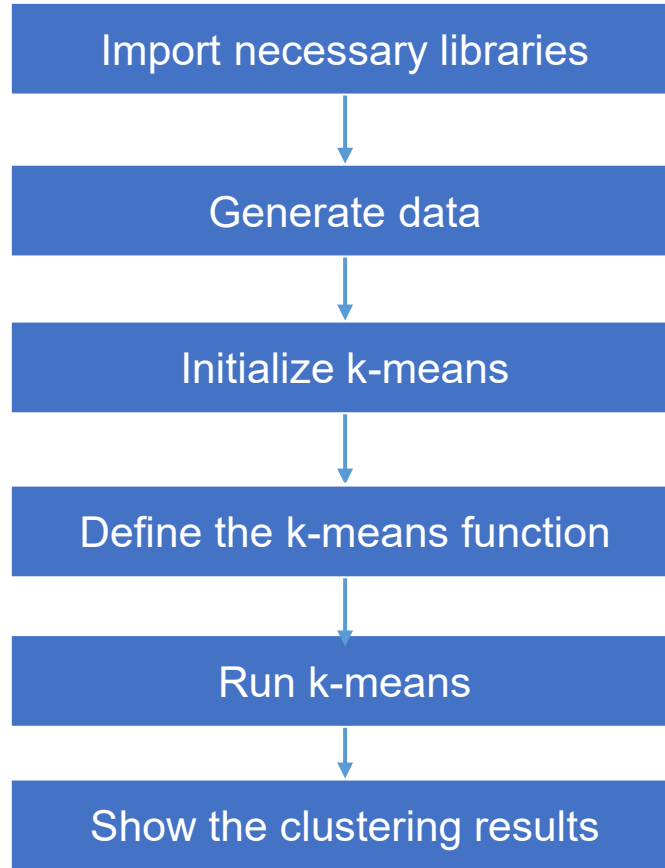 Import necessary libraries
Generate data
Initialize k-means
Define the k-means function
Run k-means
Show the clustering results